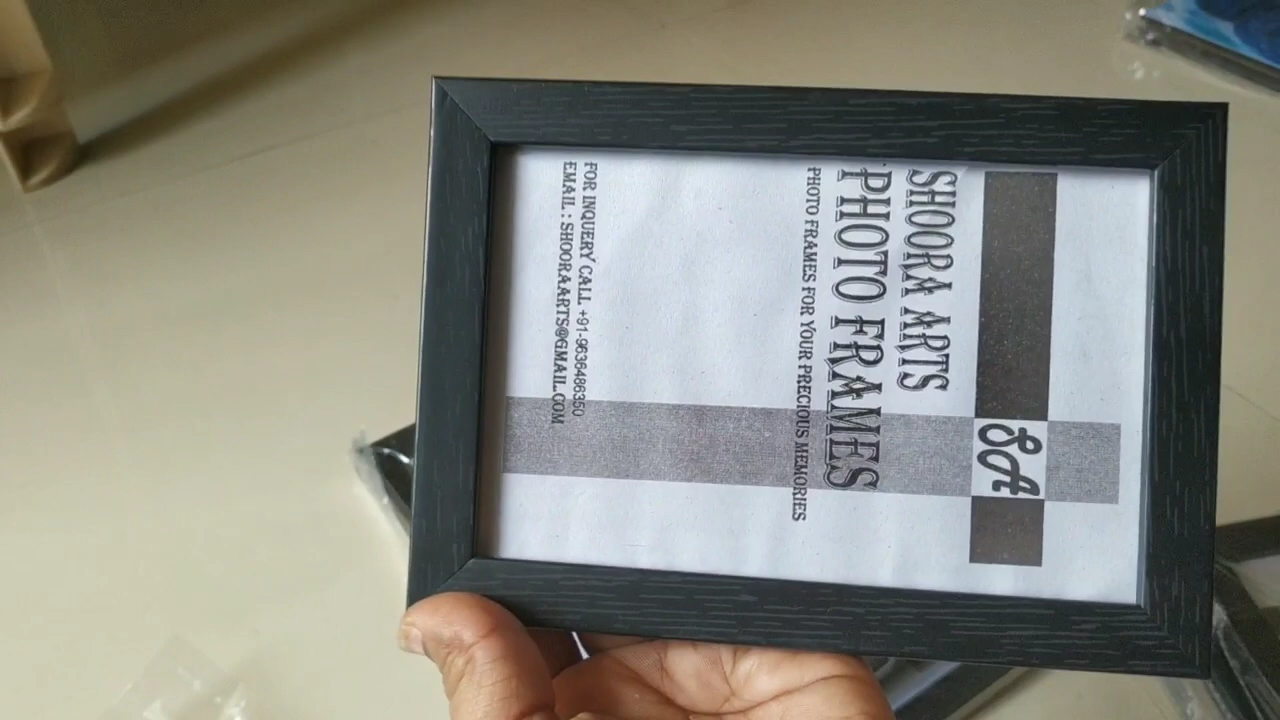 SA
SHOORA ARTS
PHOTO FRAMES
PHOTO FRAMES FOR YOUR PRECIOUS MEMORIES
FOR INQUERY CALL +91-9636486350
EMAIL : SHOORAARTS@GMAIL.COM